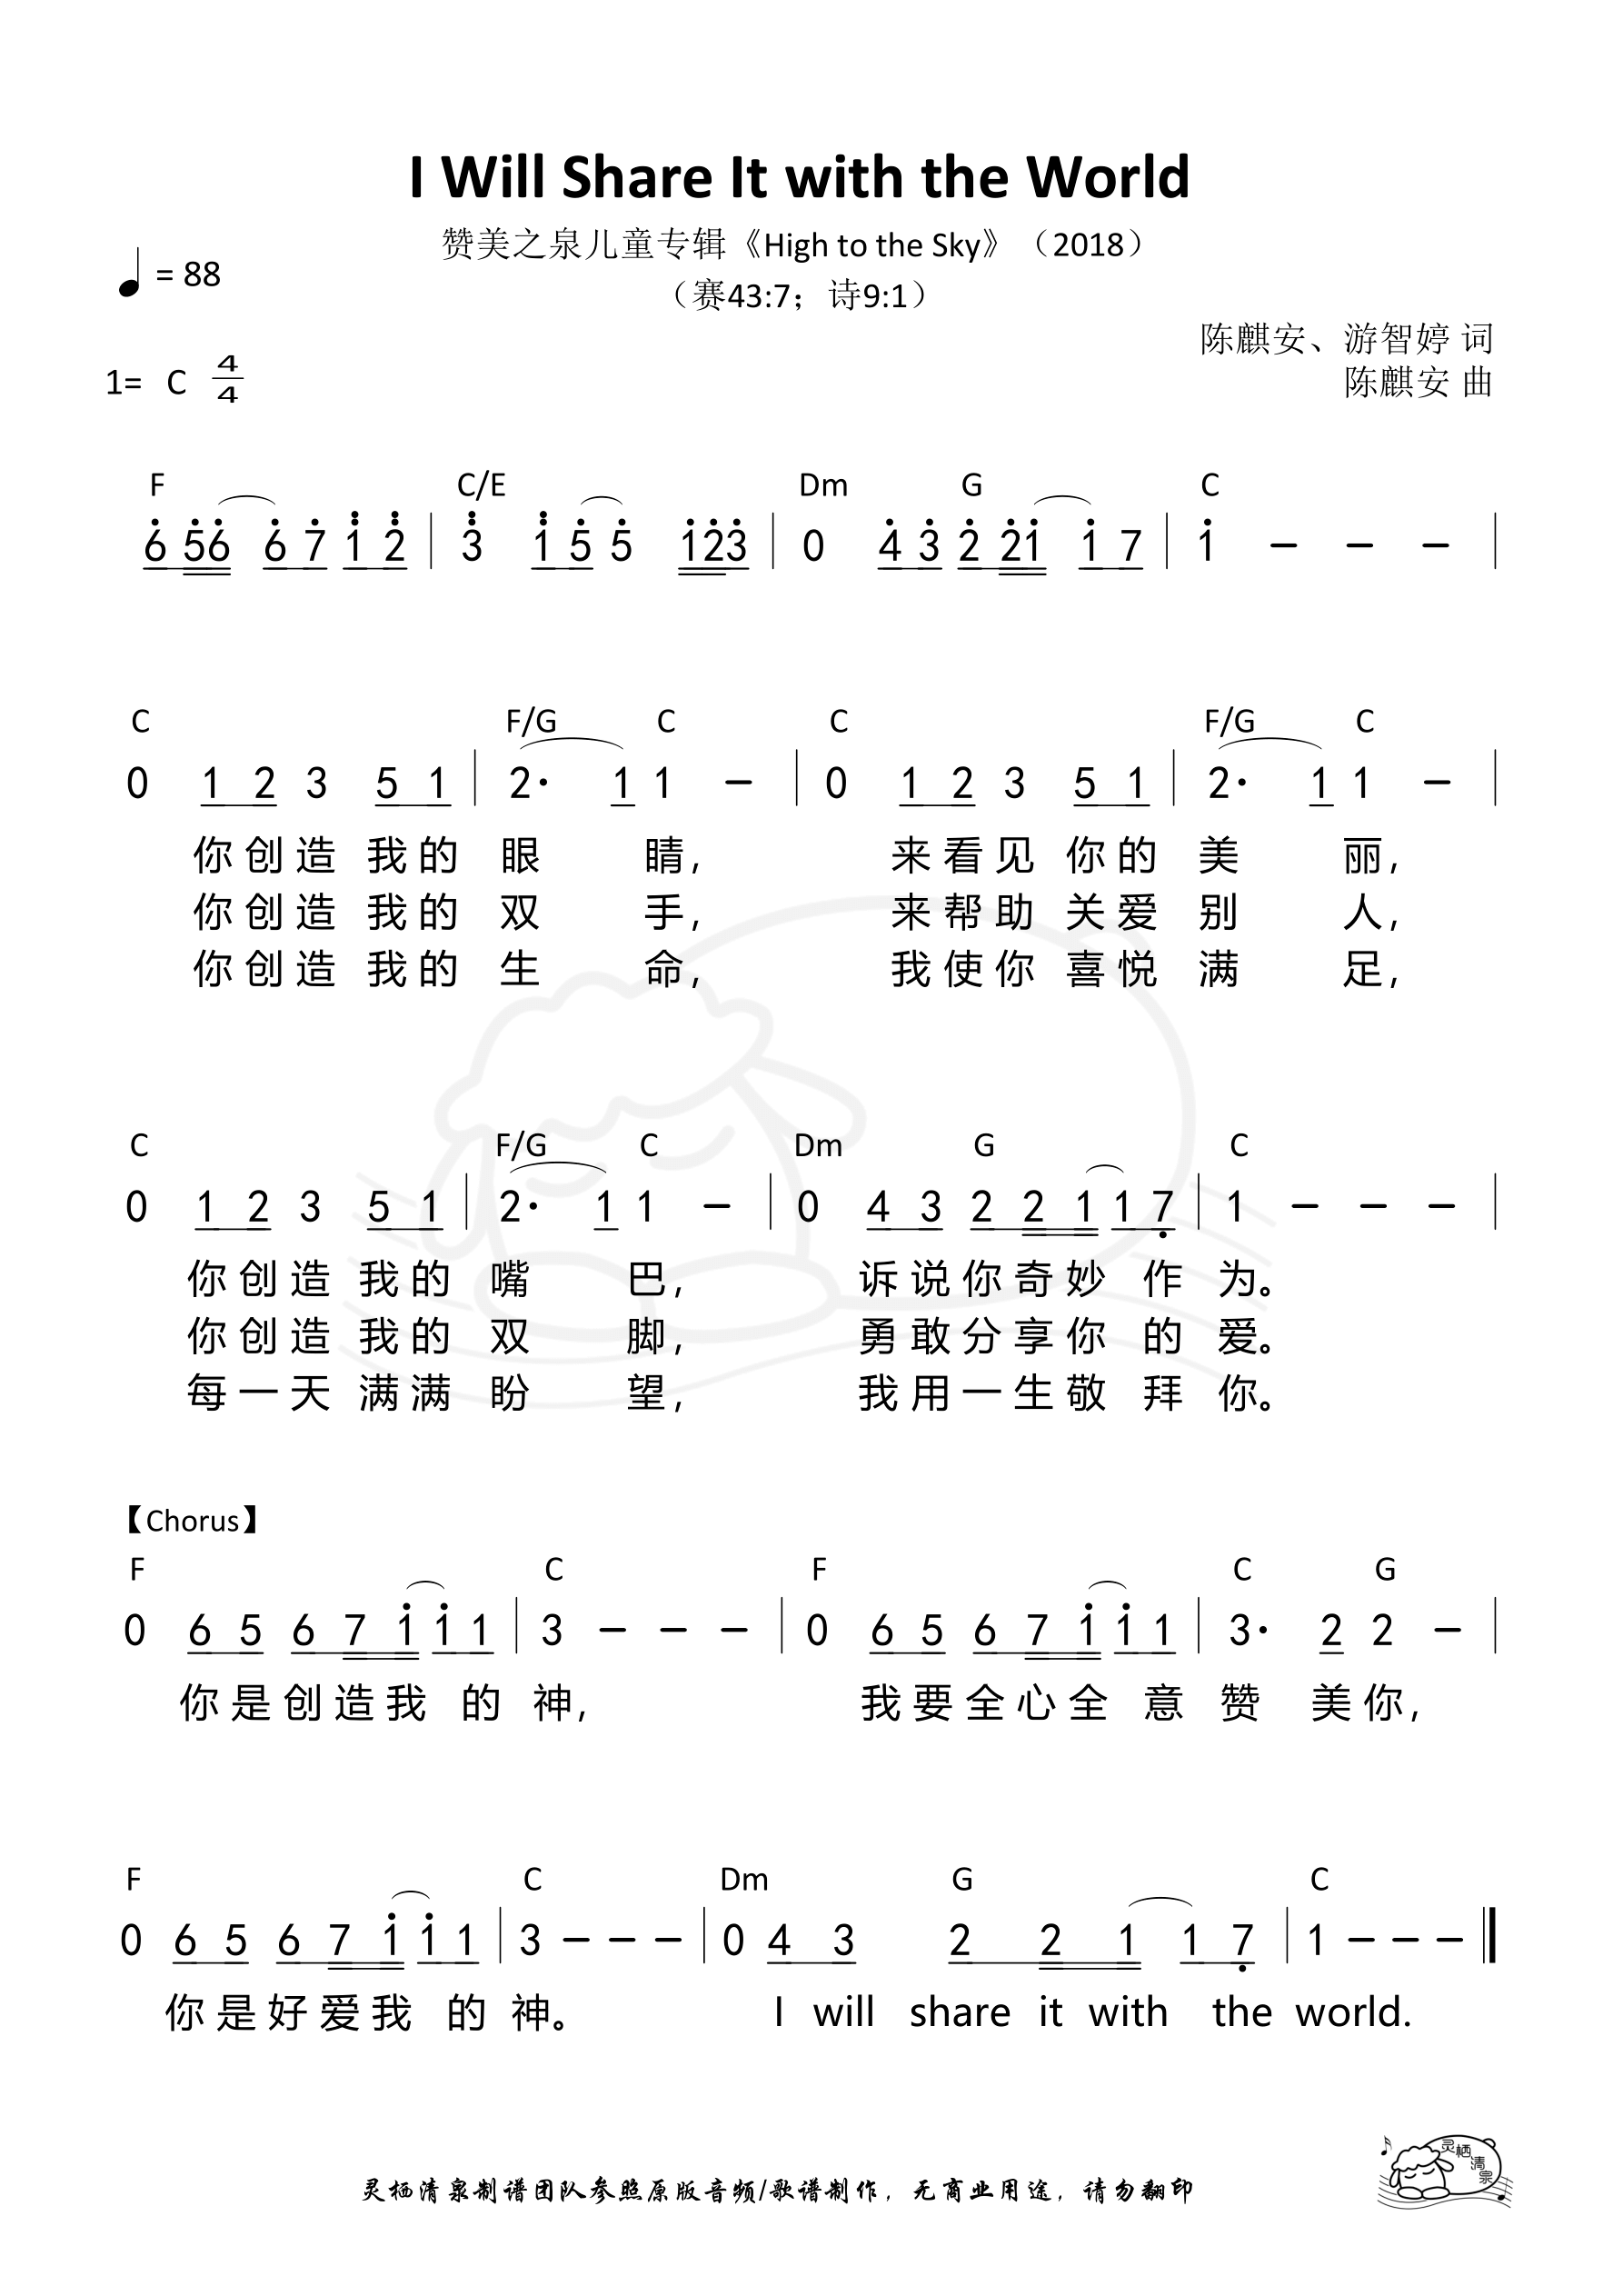 I Will Share It with the World
赞美之泉儿童专辑《High to the Sky》（2018）
♩ = 88
（赛43:7；诗9:1）
陈麒安、游智婷 词
1= C 4/4
陈麒安 曲
F C/E Dm G C
6 56 6 7 1 2 | 3 1 5 5 123 | 0 4 3 2 21 1 7 | 1 – – – |
C F/G C C F/G C
0 1 2 3 5 1 | 2· 1 1 – | 0 1 2 3 5 1 | 2· 1 1 – |
你创造 我的 眼 睛, 来看见 你的 美 丽,
你创造 我的 双 手, 来帮助 关爱 别 人,
你创造 我的 生 命, 我使你 喜悦 满 足,
C F/G C Dm G C
0 1 2 3 5 1 | 2· 1 1 – | 0 4 3 2 2 1 1 7 | 1 – – – |
你创造 我的 嘴 巴, 诉说你奇妙 作 为。
你创造 我的 双 脚, 勇敢分享你 的 爱。
每一天 满满 盼 望, 我用一生敬 拜 你。
【Chorus】
F C F C G
0 6 5 6 7 1 1 1 | 3 – – – | 0 6 5 6 7 1 1 1 | 3· 2 2 – |
你是创造我 的 神, 我要全心全 意 赞 美你,
F C Dm G C
0 6 5 6 7 1 1 1 | 3 – – – | 0 4 3 2 2 1 1 7 | 1 – – – ‖
你是好爱我 的 神。 I will share it with the world.
灵栖清泉
灵栖清泉制谱团队参照原版音频/歌谱制作，无商业用途，请勿翻印